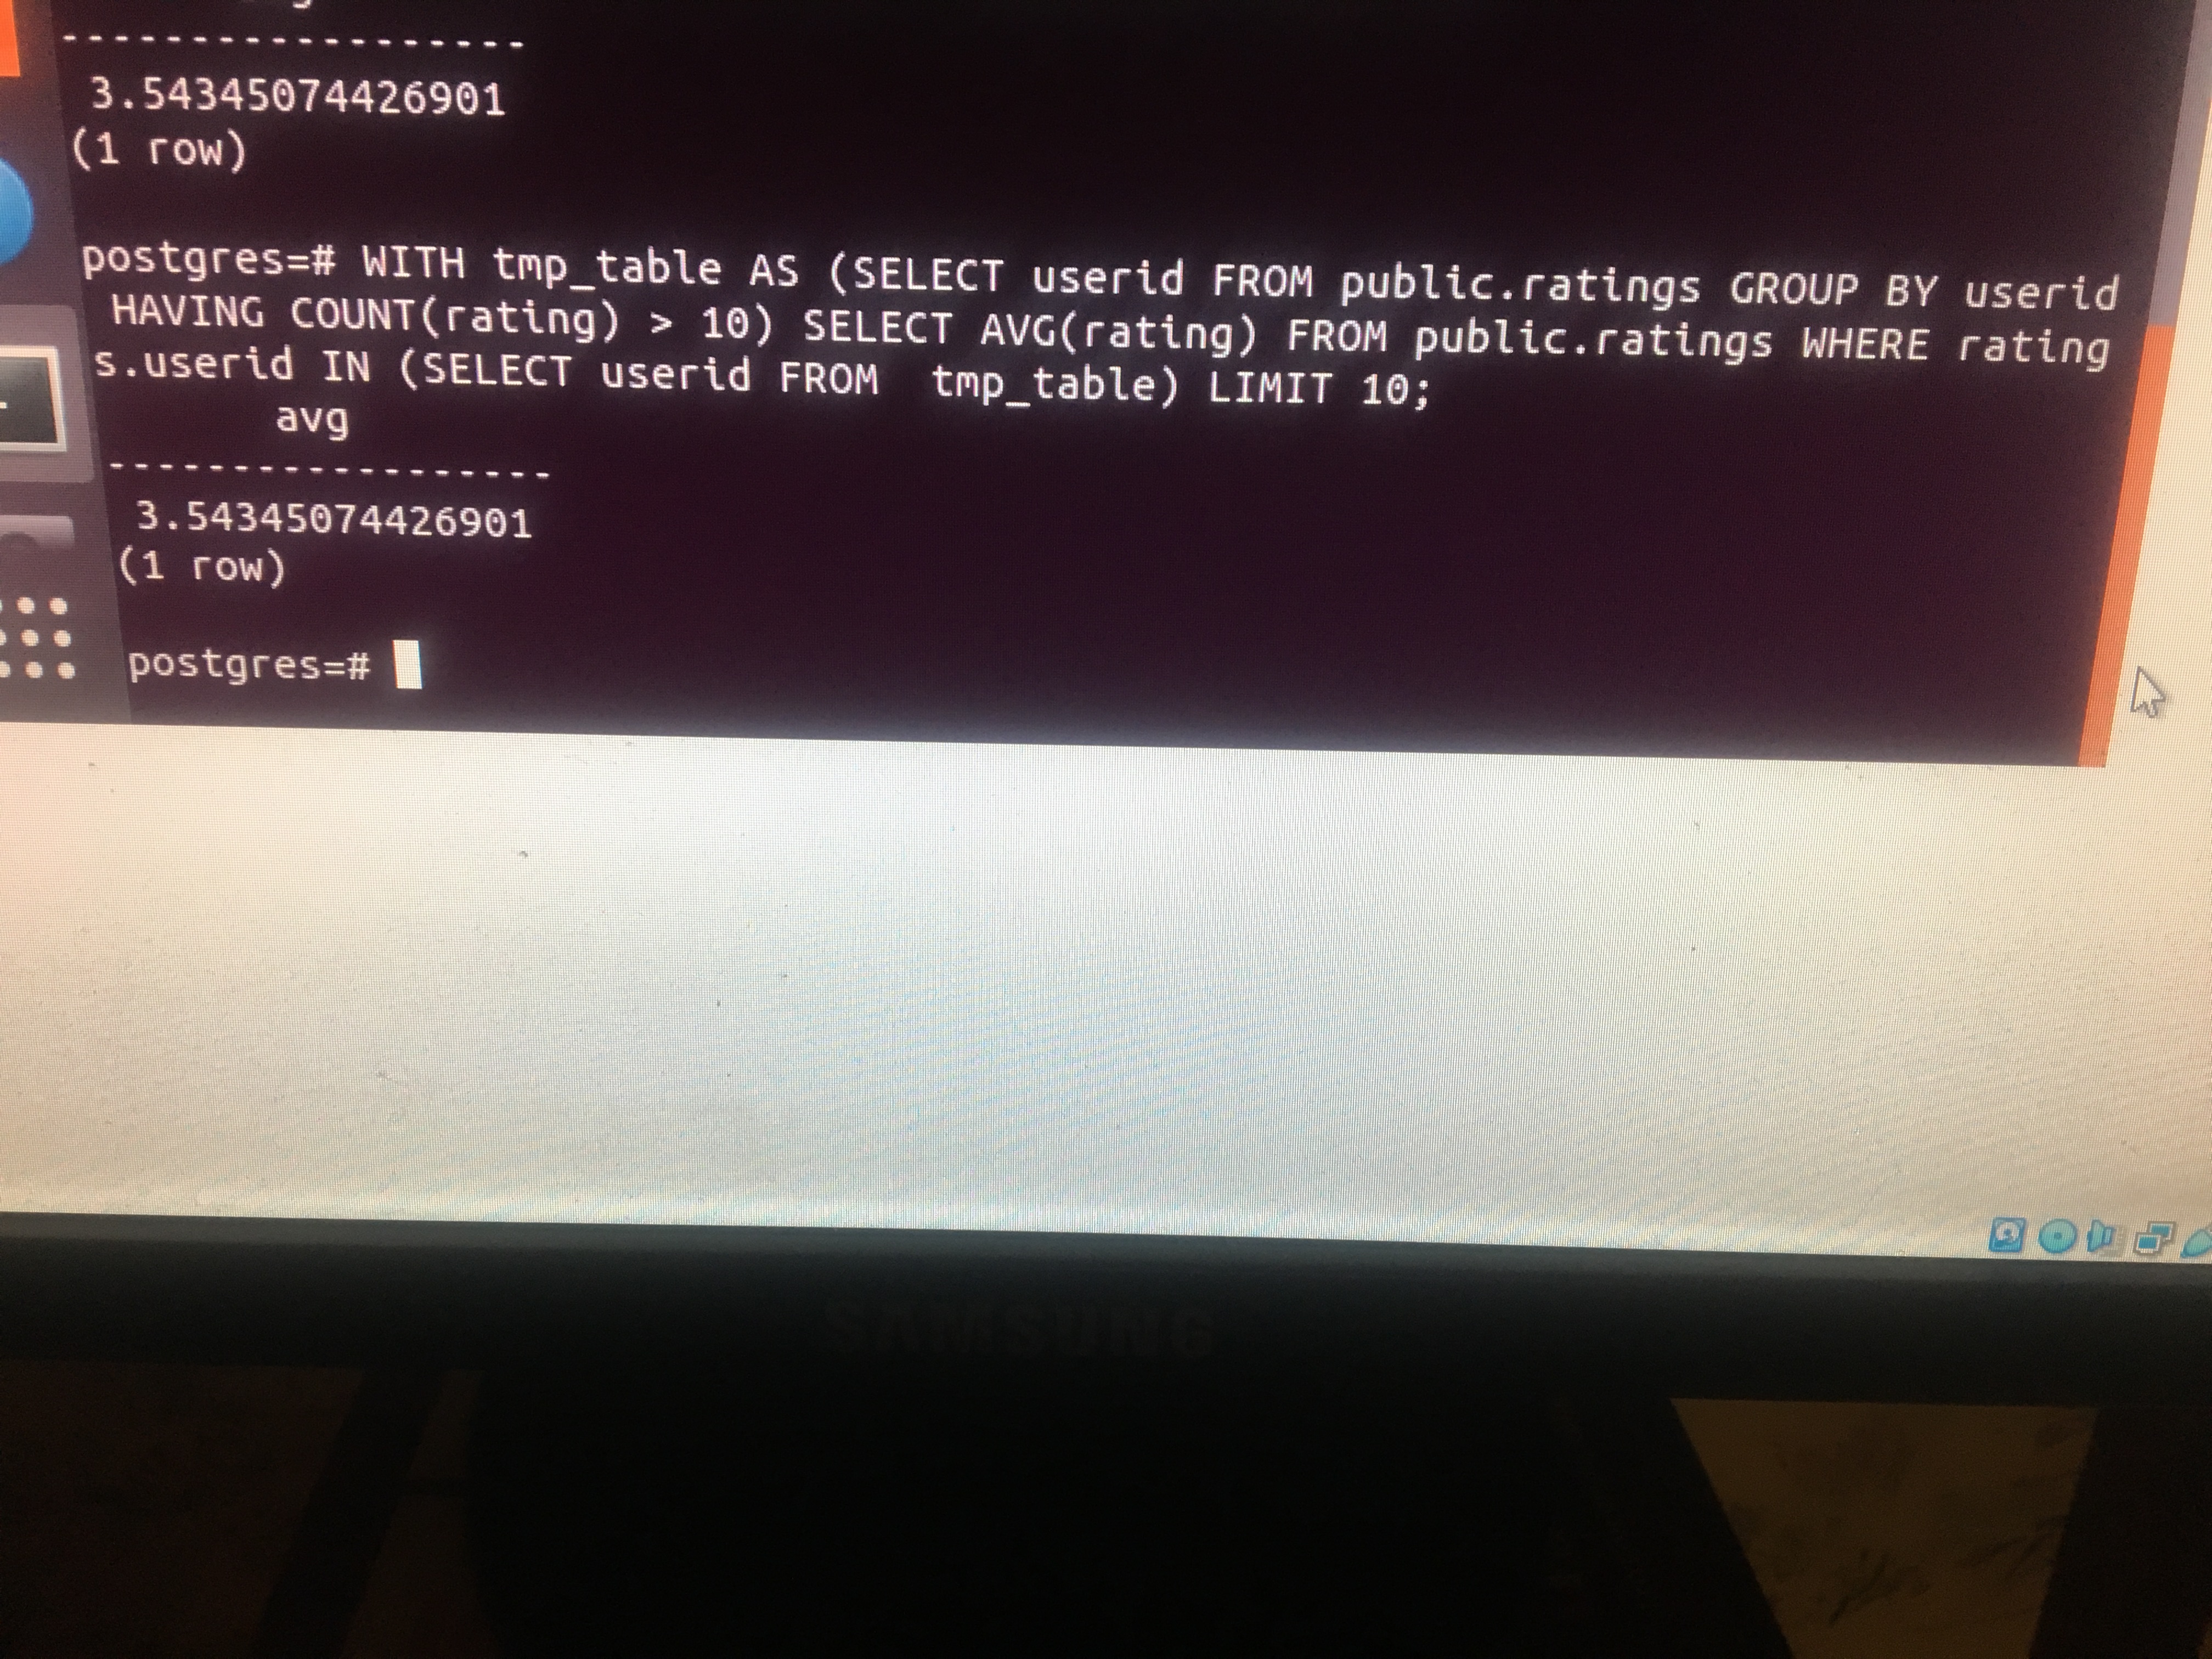 ------------------
3.54345074426901
(1 row)
postgres=# WITH tmp_table AS (SELECT userid FROM public.ratings GROUP BY userid
HAVING COUNT(rating) > 10) SELECT AVG(rating) FROM public.ratings WHERE rating
s.userid IN (SELECT userid FROM  tmp_table) LIMIT 10;
avg
------------------
3.54345074426901
(1 row)
postgres=#
SAMSUNG